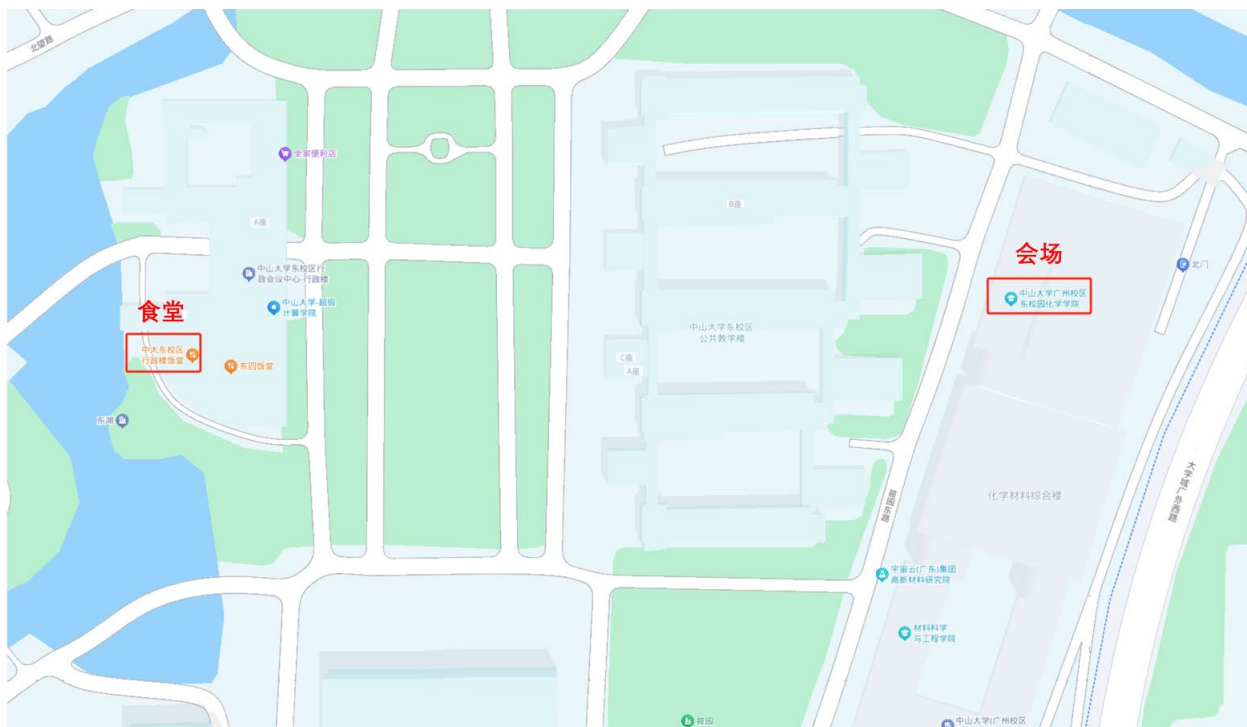 北望路
全家便利店
A座
B座
会场
北门
中山大学东校区行
政会议中心-行政楼
中山大学广州校区
东校园化学学院
食堂
中山大学-超级
计算学院
中山大学东校区
公共教学楼
中大东校区
行政楼饭堂
东四饭堂
C座
A座
东湖
大学城广外西路
化学材料综合楼
荷园东路
宇宙云(广东)集团
高新材料研究院
材料科学
与工程学院
荷园
中山大学(广州校区